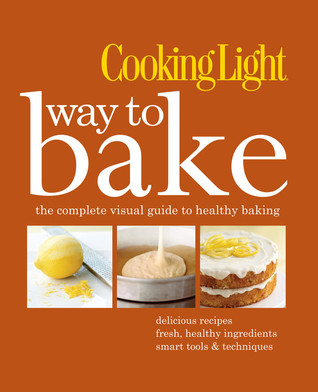 Cooking Light
way to
bake
the complete visual guide to healthy baking
delicious recipes
fresh, healthy ingredients
smart tools & techniques